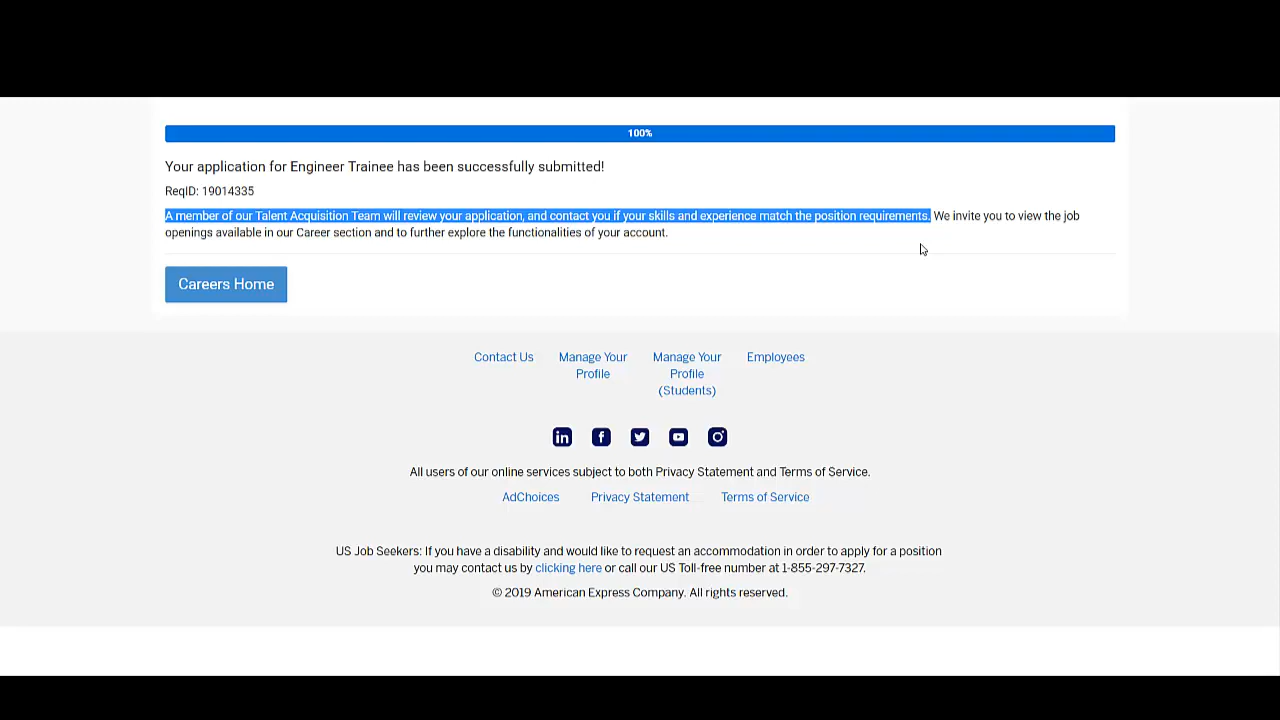 100%
Your application for Engineer Trainee has been successfully submitted!
ReqID: 19014335
A member of our Talent Acquisition Team will review your application, and contact you if your skills and experience match the position requirements. We invite you to view the job
openings available in our Career section and to further explore the functionalities of your account.
Careers Home
Contact Us
Manage Your
Profile
Manage Your
Profile
(Students)
Employees
All users of our online services subject to both Privacy Statement and Terms of Service.
AdChoices Privacy Statement Terms of Service
US Job Seekers: If you have a disability and would like to request an accommodation in order to apply for a position
you may contact us by clicking here or call our US Toll-free number at 1-855-297-7327.
© 2019 American Express Company. All rights reserved.